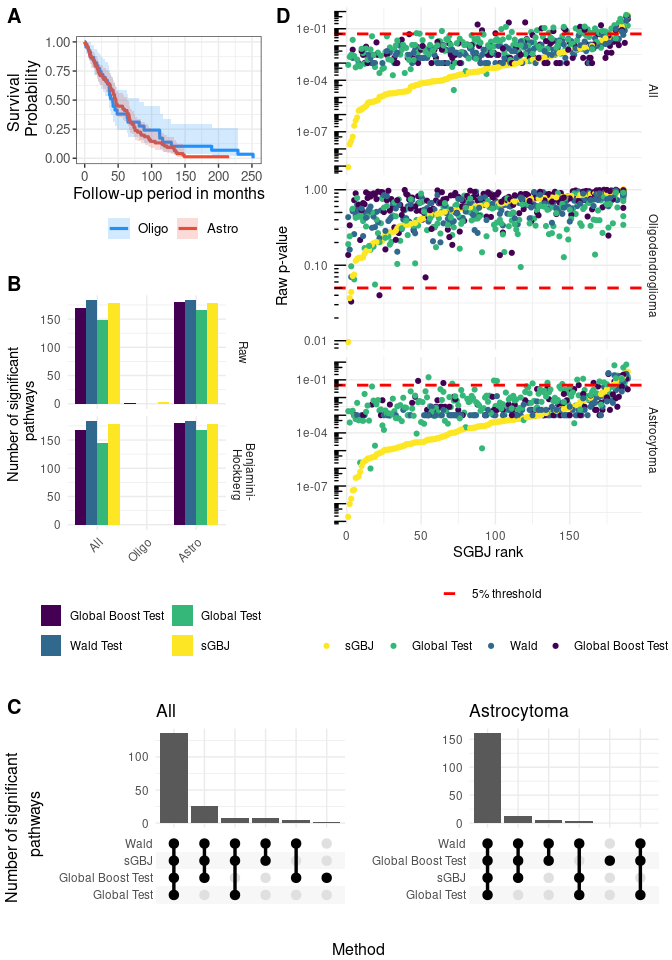 A
1.00
0.75
0.50
0.25
0.00
Survival
Probability
0
50
100
150
200
250
Follow-up period in months
Oligo
Astro
B
150
100
50
0
150
100
50
0
Number of significant
pathways
Raw
Benjamini-
Hockberg
All
Oligo
Astro
Global Boost Test
Global Test
Wald Test
sGBJ
D
1e-01
1e-04
1e-07
All
1.00
0.10
0.01
Oligodendroglioma
Raw p-value
1e-01
1e-04
1e-07
Astrocytoma
0
50
100
150
SGBJ rank
5% threshold
sGBJ
Global Test
Wald
Global Boost Test
C
All
100
50
0
Number of significant
pathways
Wald
sGBJ
Global Boost Test
Global Test
Astrocytoma
150
100
50
0
Wald
Global Boost Test
sGBJ
Global Test
Method